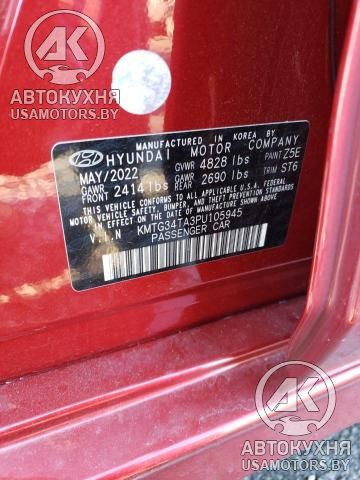 АК
АВТОКУХНЯ
USAMOTORS.BY
MANUFACTURED IN KOREA BY
HYUNDAI MOTOR COMPANY
MAY/2022 GVWR 4828 lbs PAINT Z5E
GAWR FRONT 2414 lbs GAWR REAR 2690 lbs TRIM ST6
THIS VEHICLE CONFORMS TO ALL APPLICABLE U.S.A. FEDERAL
MOTOR VEHICLE SAFETY, BUMPER, AND THEFT PREVENTION STANDARDS
IN EFFECT ON THE DATE OF MANUFACTURE SHOWN ABOVE.
V.I.N KMTG34TA3PU105945
PASSENGER CAR
АК
АВТОКУХНЯ
USAMOTORS.BY